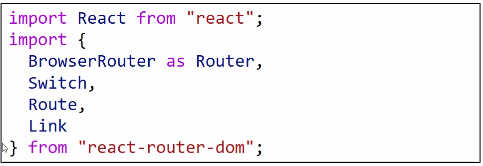 import React from "react";
import {
  BrowserRouter as Router,
  Switch,
  Route,
  Link
} from "react-router-dom";